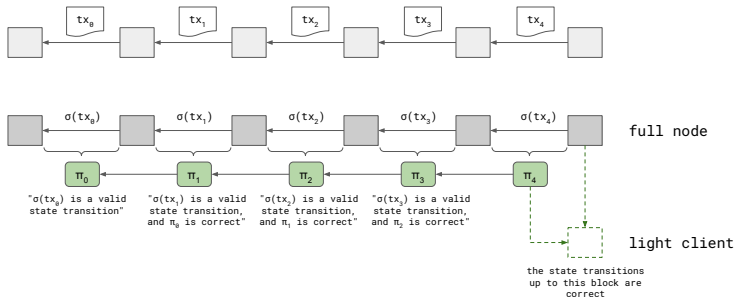 tx₀ tx₁ tx₂ tx₃ tx₄
σ(tx₀) σ(tx₁) σ(tx₂) σ(tx₃) σ(tx₄)
full node
π₀ π₁ π₂ π₃ π₄
"σ(tx₀) is a valid
state transition"
"σ(tx₁) is a valid
state transition,
and π₀ is correct"
"σ(tx₂) is a valid
state transition,
and π₁ is correct"
"σ(tx₃) is a valid
state transition,
and π₂ is correct"
light client
the state transitions
up to this block are
correct